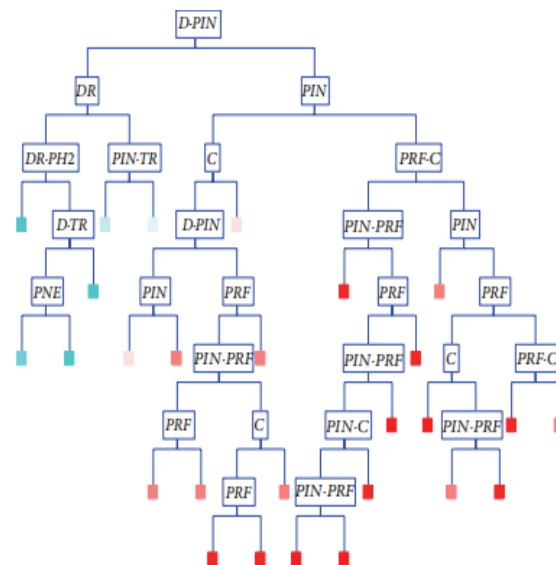 D-PIN
DR PIN
DR-PH2 PIN-TR C PRF-C
D-TR D-PIN PIN-PRF PIN
PNE PIN PRF PRF PRF
PIN-PRF PIN-PRF C PRF-C
PRF C PIN-C PIN-PRF
PRF PIN-PRF